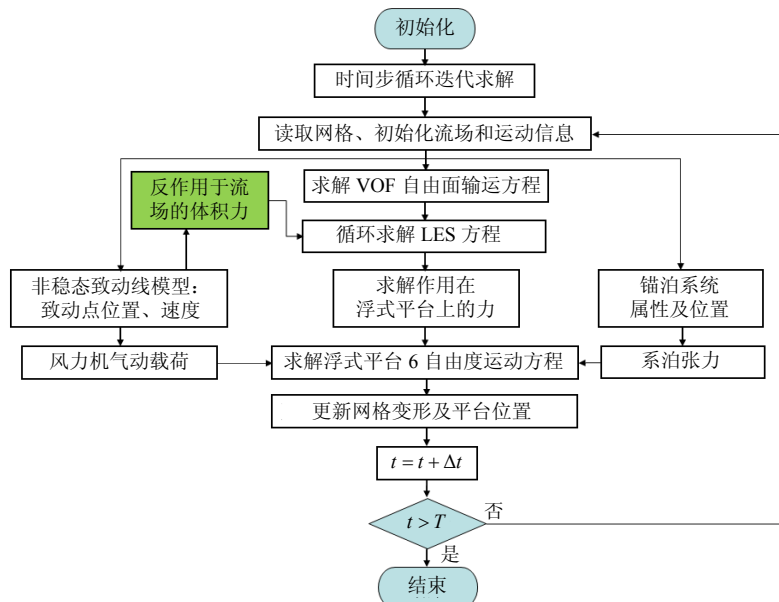 初始化
时间步循环迭代求解
读取网格、初始化流场和运动信息
反作用于流
场的体积力
求解 VOF 自由面输运方程
循环求解 LES 方程
非稳态致动线模型：
致动点位置、速度
求解作用在
浮式平台上的力
锚泊系统
属性及位置
风力机气动载荷
求解浮式平台 6 自由度运动方程
系泊张力
更新网格变形及平台位置
t = t + Δt
t > T
否
是
结束